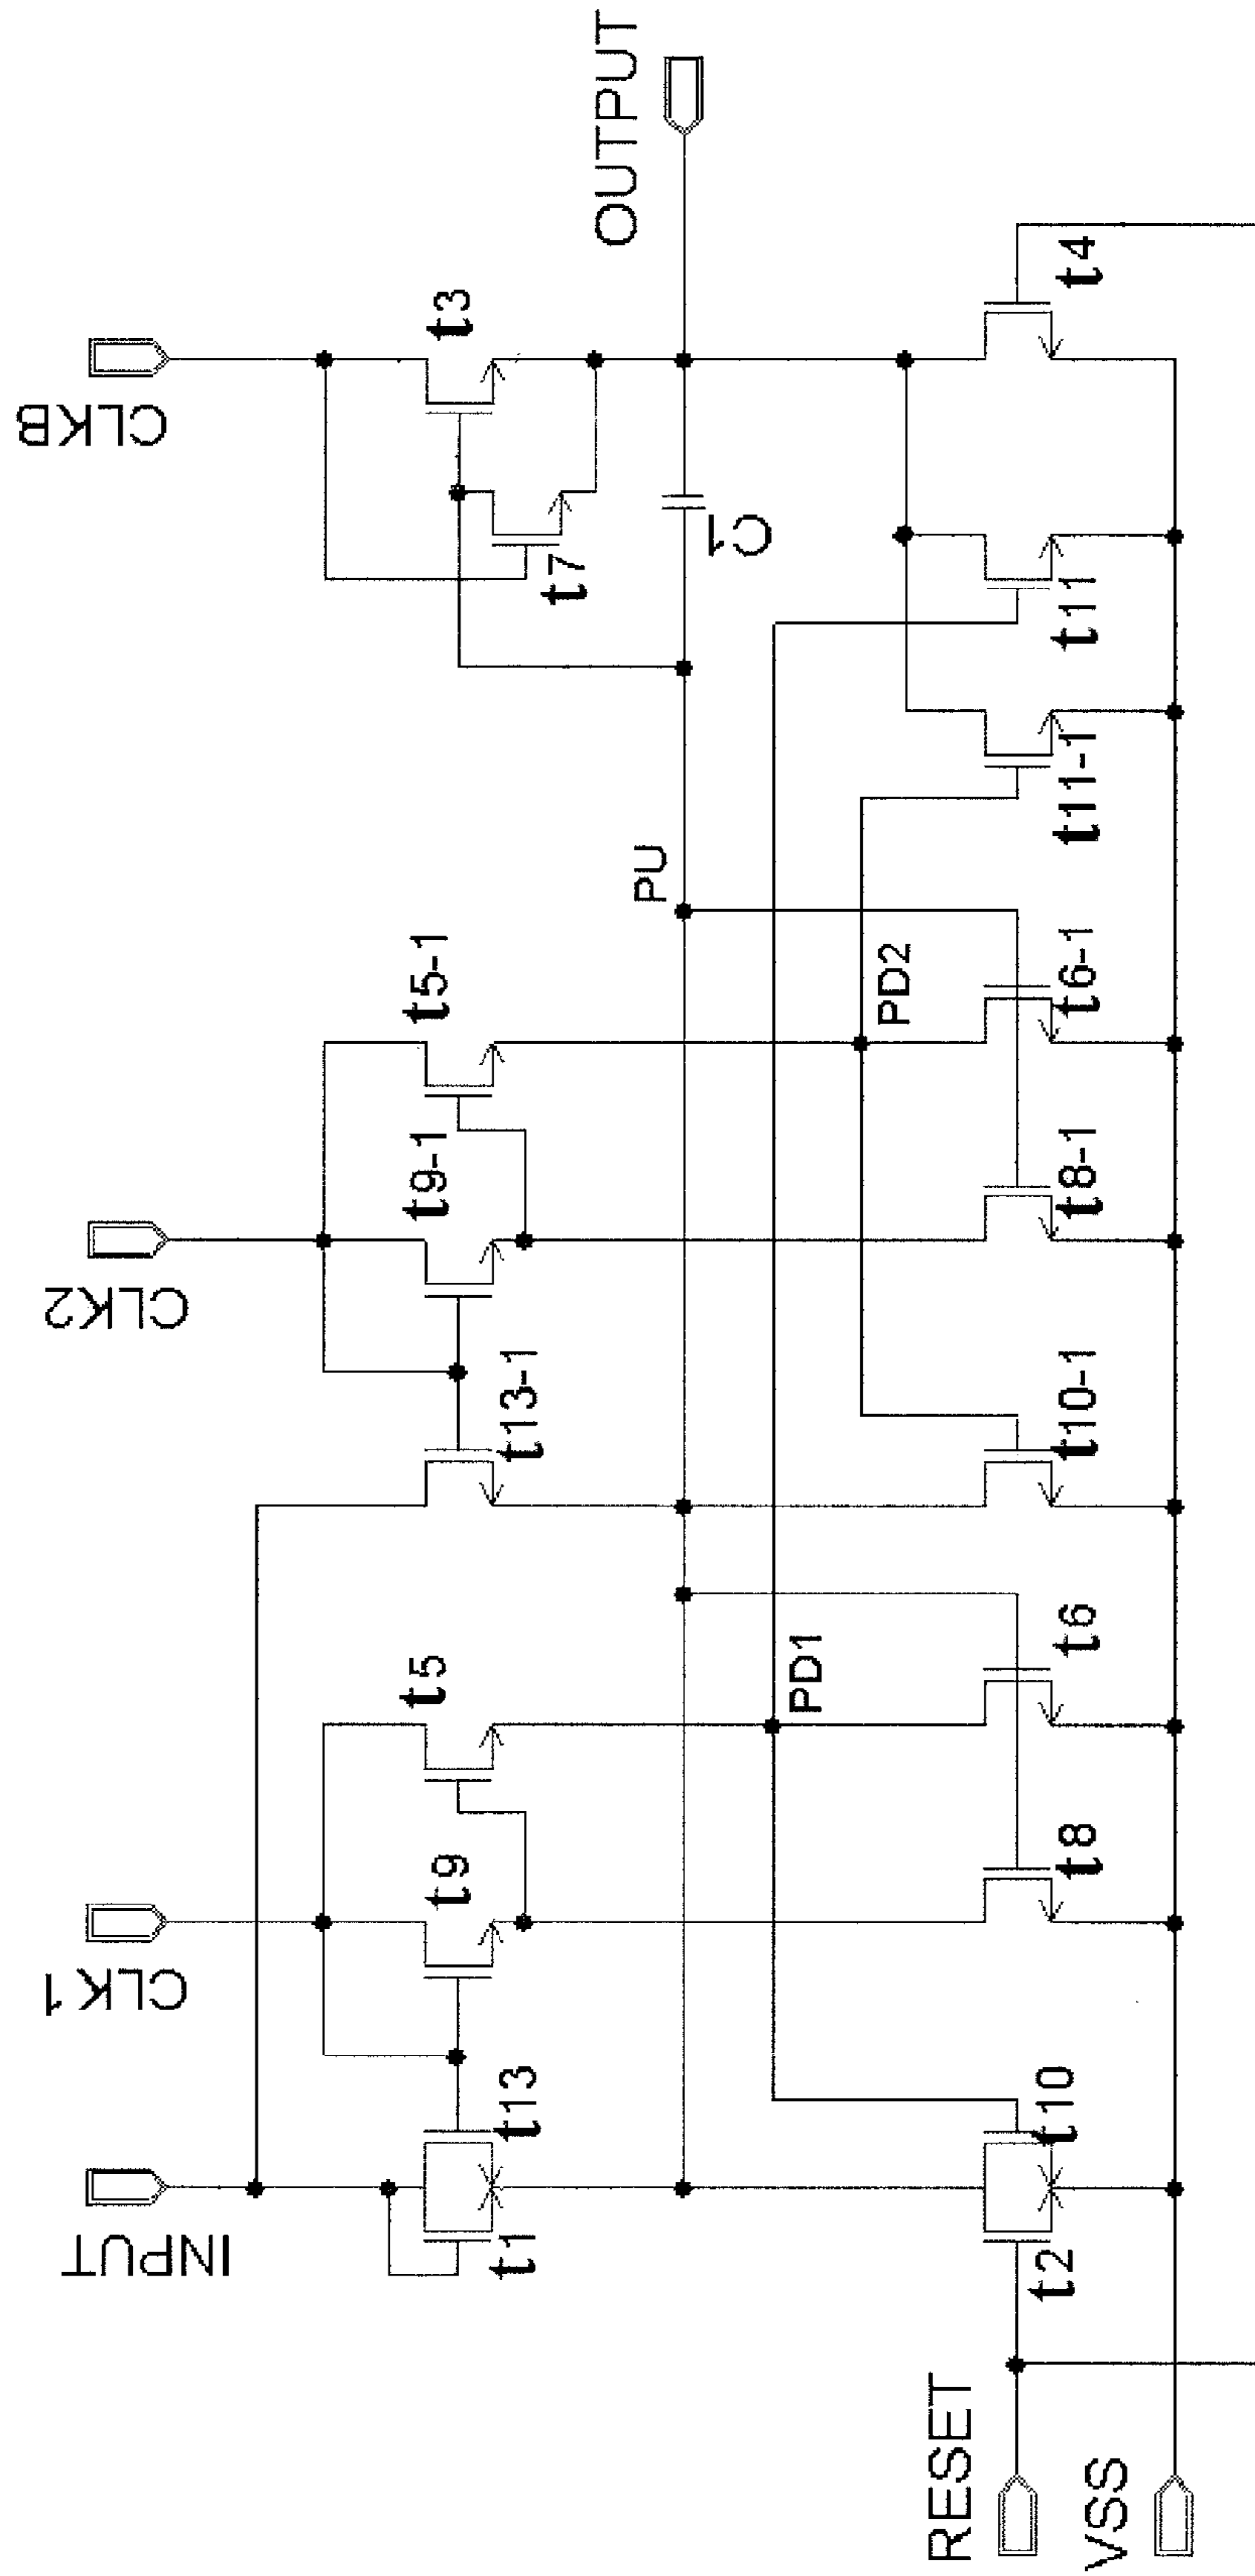 INPUT
CLK1
CLK2
CLKB
t1
t13
t9
t5
t13-1
t9-1
t5-1
t7
t3
OUTPUT
PU
C1
PD1
PD2
RESET
t2
t10
t8
t6
t10-1
t8-1
t6-1
t11-1
t11
t4
VSS